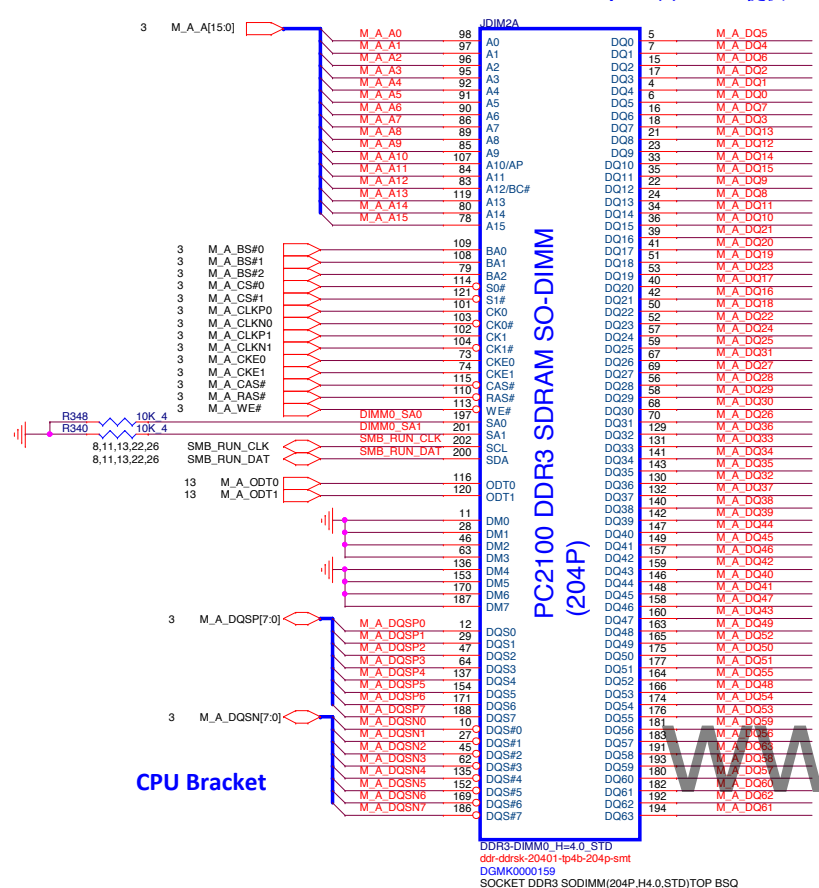 JDIM2A
3 M_A_A[15:0]
M_A_A0 98 A0
M_A_A1 97 A1
M_A_A2 96 A2
M_A_A3 95 A3
M_A_A4 92 A4
M_A_A5 91 A5
M_A_A6 90 A6
M_A_A7 86 A7
M_A_A8 89 A8
M_A_A9 85 A9
M_A_A10 107 A10/AP
M_A_A11 84 A11
M_A_A12 83 A12/BC#
M_A_A13 119 A13
M_A_A14 80 A14
M_A_A15 78 A15
3 M_A_BS#0 109 BA0
3 M_A_BS#1 108 BA1
3 M_A_BS#2 79 BA2
3 M_A_CS#0 114 S0#
3 M_A_CS#1 121 S1#
3 M_A_CLKP0 101 CK0
3 M_A_CLKN0 103 CK0#
3 M_A_CLKP1 102 CK1
3 M_A_CLKN1 104 CK1#
3 M_A_CKE0 73 CKE0
3 M_A_CKE1 74 CKE1
3 M_A_CAS# 115 CAS#
3 M_A_RAS# 110 RAS#
3 M_A_WE# 113 WE#
R348 10K_4 DIMM0_SA0 197 SA0
R340 10K_4 DIMM0_SA1 201 SA1
8,11,13,22,26 SMB_RUN_CLK SMB_RUN_CLK 202 SCL
8,11,13,22,26 SMB_RUN_DAT SMB_RUN_DAT 200 SDA
13 M_A_ODT0 116 ODT0
13 M_A_ODT1 120 ODT1
11 DM0
28 DM1
46 DM2
63 DM3
136 DM4
153 DM5
170 DM6
187 DM7
3 M_A_DQSP[7:0]
M_A_DQSP0 12 DQS0
M_A_DQSP1 29 DQS1
M_A_DQSP2 47 DQS2
M_A_DQSP3 64 DQS3
M_A_DQSP4 137 DQS4
M_A_DQSP5 154 DQS5
M_A_DQSP6 171 DQS6
M_A_DQSP7 188 DQS7
3 M_A_DQSN[7:0]
M_A_DQSN0 10 DQS#0
M_A_DQSN1 27 DQS#1
M_A_DQSN2 45 DQS#2
M_A_DQSN3 62 DQS#3
M_A_DQSN4 135 DQS#4
M_A_DQSN5 152 DQS#5
M_A_DQSN6 169 DQS#6
M_A_DQSN7 186 DQS#7
CPU Bracket
PC2100 DDR3 SDRAM SO-DIMM
(204P)
DQ0 5 M_A_DQ5
DQ1 7 M_A_DQ4
DQ2 15 M_A_DQ6
DQ3 17 M_A_DQ2
DQ4 4 M_A_DQ1
DQ5 6 M_A_DQ0
DQ6 16 M_A_DQ7
DQ7 18 M_A_DQ3
DQ8 21 M_A_DQ13
DQ9 23 M_A_DQ12
DQ10 33 M_A_DQ14
DQ11 35 M_A_DQ15
DQ12 22 M_A_DQ9
DQ13 24 M_A_DQ8
DQ14 34 M_A_DQ11
DQ15 36 M_A_DQ10
DQ16 39 M_A_DQ21
DQ17 41 M_A_DQ20
DQ18 51 M_A_DQ19
DQ19 53 M_A_DQ23
DQ20 40 M_A_DQ17
DQ21 42 M_A_DQ16
DQ22 50 M_A_DQ18
DQ23 52 M_A_DQ22
DQ24 57 M_A_DQ24
DQ25 59 M_A_DQ25
DQ26 67 M_A_DQ31
DQ27 69 M_A_DQ27
DQ28 56 M_A_DQ28
DQ29 58 M_A_DQ29
DQ30 68 M_A_DQ30
DQ31 70 M_A_DQ26
DQ32 129 M_A_DQ36
DQ33 131 M_A_DQ33
DQ34 141 M_A_DQ34
DQ35 143 M_A_DQ35
DQ36 130 M_A_DQ32
DQ37 132 M_A_DQ37
DQ38 140 M_A_DQ38
DQ39 142 M_A_DQ39
DQ40 147 M_A_DQ44
DQ41 149 M_A_DQ45
DQ42 157 M_A_DQ46
DQ43 159 M_A_DQ42
DQ44 146 M_A_DQ40
DQ45 148 M_A_DQ41
DQ46 158 M_A_DQ47
DQ47 160 M_A_DQ43
DQ48 163 M_A_DQ49
DQ49 165 M_A_DQ52
DQ50 175 M_A_DQ50
DQ51 177 M_A_DQ51
DQ52 164 M_A_DQ55
DQ53 166 M_A_DQ48
DQ54 174 M_A_DQ54
DQ55 176 M_A_DQ53
DQ56 181 M_A_DQ59
DQ57 183 M_A_DQ56
DQ58 191 M_A_DQ63
DQ59 193 M_A_DQ58
DQ60 180 M_A_DQ57
DQ61 182 M_A_DQ60
DQ62 192 M_A_DQ62
DQ63 194 M_A_DQ61
DDR3-DIMM0_H=4.0_STD
ddr-ddrsk-20401-tp4b-204p-smt
DGMK0000159
SOCKET DDR3 SODIMM(204P,H4.0,STD)TOP BSQ